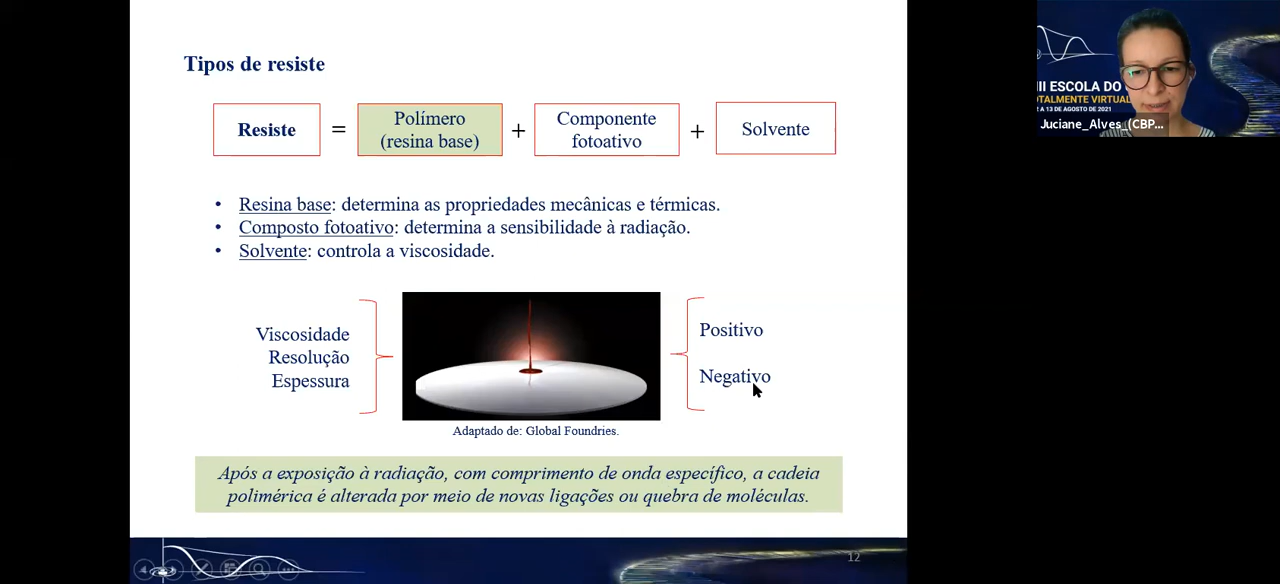 Tipos de resiste
Resiste
=
Polímero
(resina base)
+
Componente
fotoativo
+
Solvente
• Resina base: determina as propriedades mecânicas e térmicas.
• Composto fotoativo: determina a sensibilidade à radiação.
• Solvente: controla a viscosidade.
Viscosidade
Resolução
Espessura
Positivo
Negativo
Adaptado de: Global Foundries.
Após a exposição à radiação, com comprimento de onda específico, a cadeia
polimérica é alterada por meio de novas ligações ou quebra de moléculas.
12
III ESCOLA DO
OTALMENTE VIRTUAL
2 A 13 DE AGOSTO DE 2021
Juciane_Alves_(CBP...